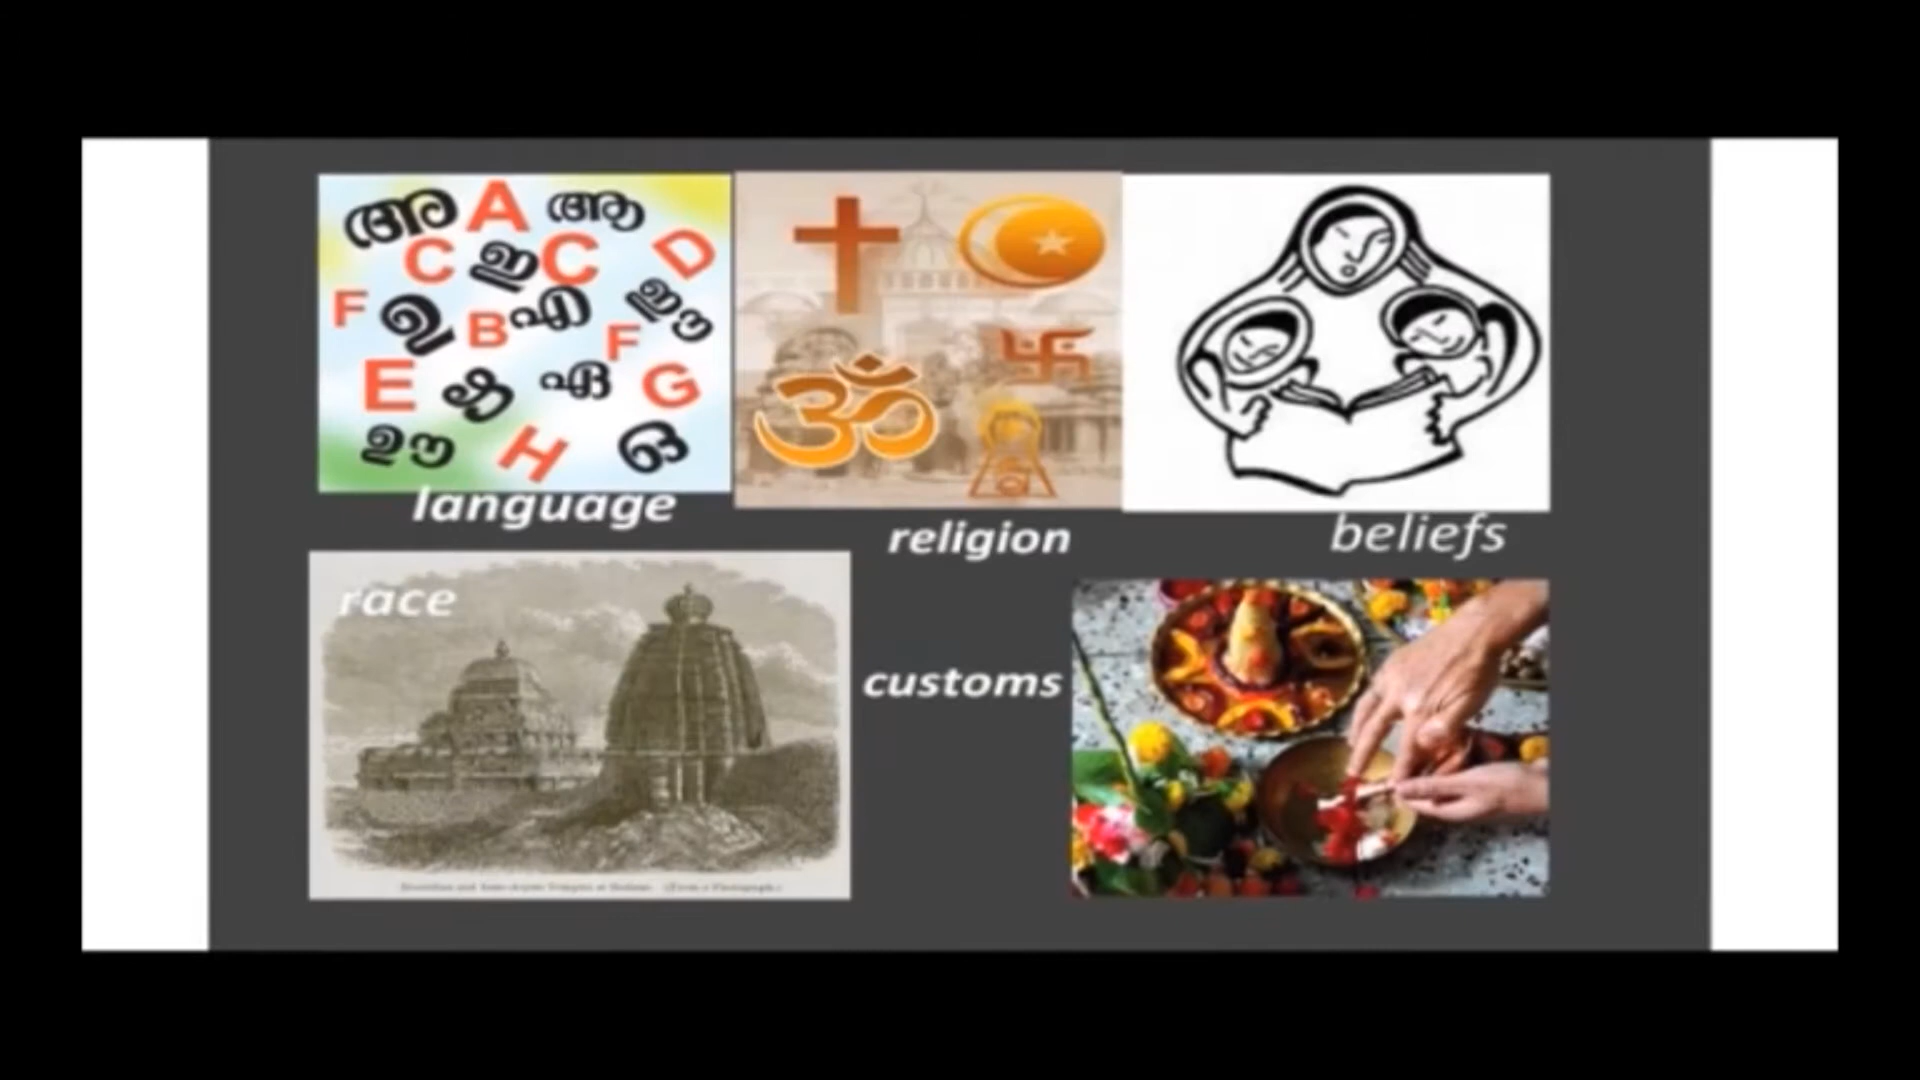 അ A ആ
C ഇ C D
F ഉ B എ F ഈ
E ഏ G
ഊ H ഒ
ॐ
language
religion
beliefs
race
customs